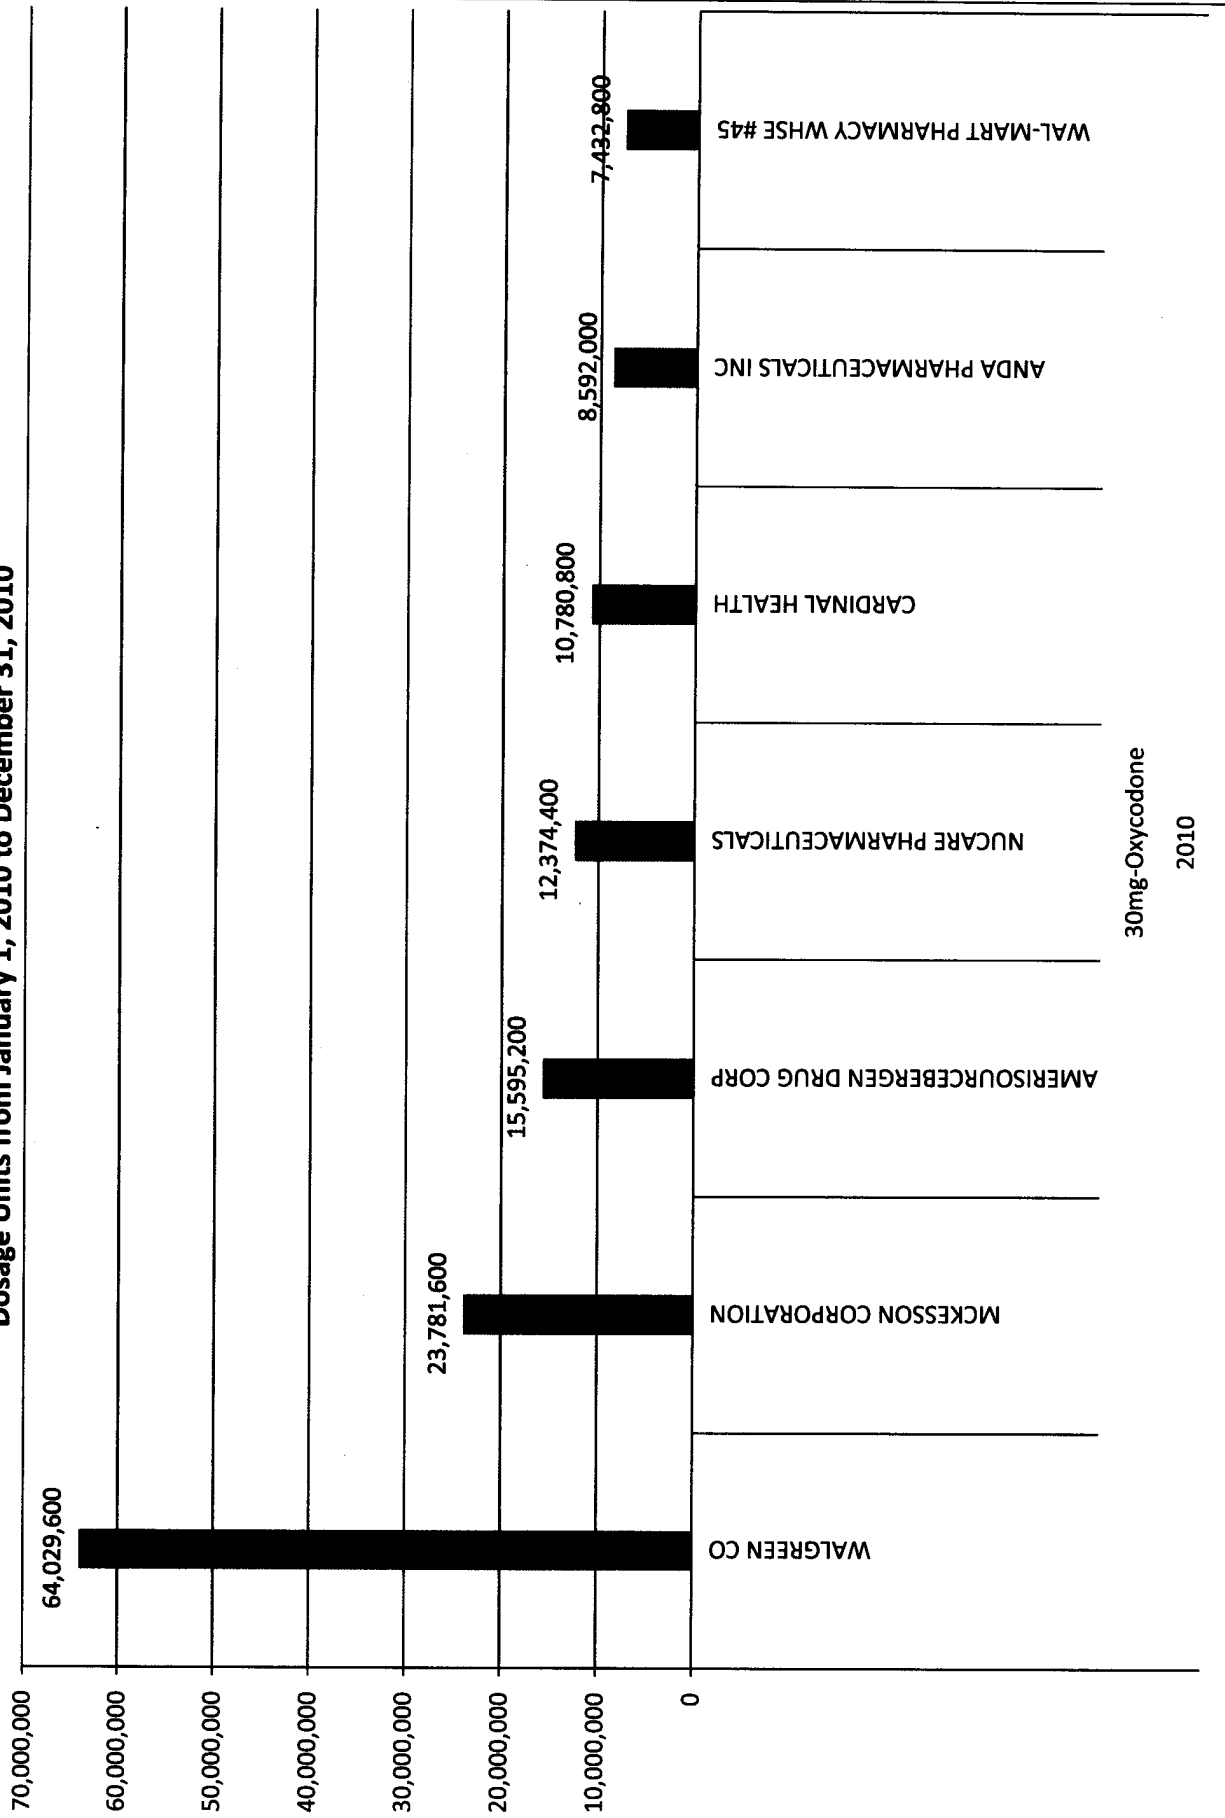 Dosage Units from January 1, 2010 to December 31, 2010
70,000,000
60,000,000
50,000,000
40,000,000
30,000,000
20,000,000
10,000,000
0
64,029,600
23,781,600
15,595,200
12,374,400
10,780,800
8,592,000
7,432,800
WALGREEN CO
MCKESSON CORPORATION
AMERISOURCEBERGEN DRUG CORP
NUCARE PHARMACEUTICALS
CARDINAL HEALTH
ANDA PHARMACEUTICALS INC
WAL-MART PHARMACY WHSE #45
30mg-Oxycodone
2010